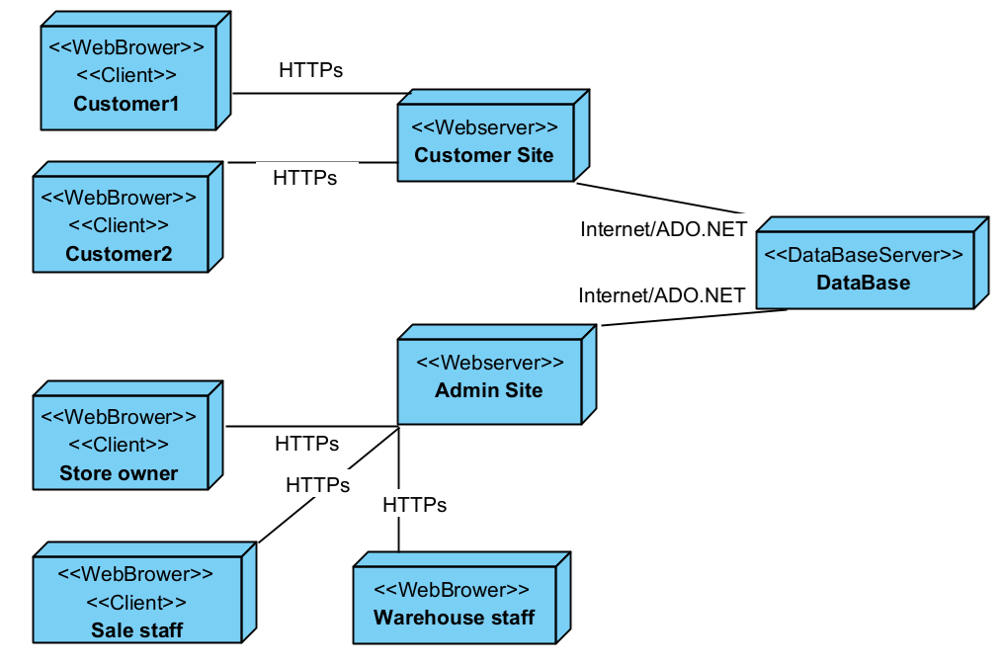 <<WebBrower>>
<<Client>>
Customer1
HTTPs
<<Webserver>>
Customer Site
<<WebBrower>>
<<Client>>
Customer2
HTTPs
Internet/ADO.NET
<<DataBaseServer>>
DataBase
Internet/ADO.NET
<<Webserver>>
Admin Site
<<WebBrower>>
<<Client>>
Store owner
HTTPs
HTTPs
HTTPs
<<WebBrower>>
<<Client>>
Sale staff
<<WebBrower>>
Warehouse staff